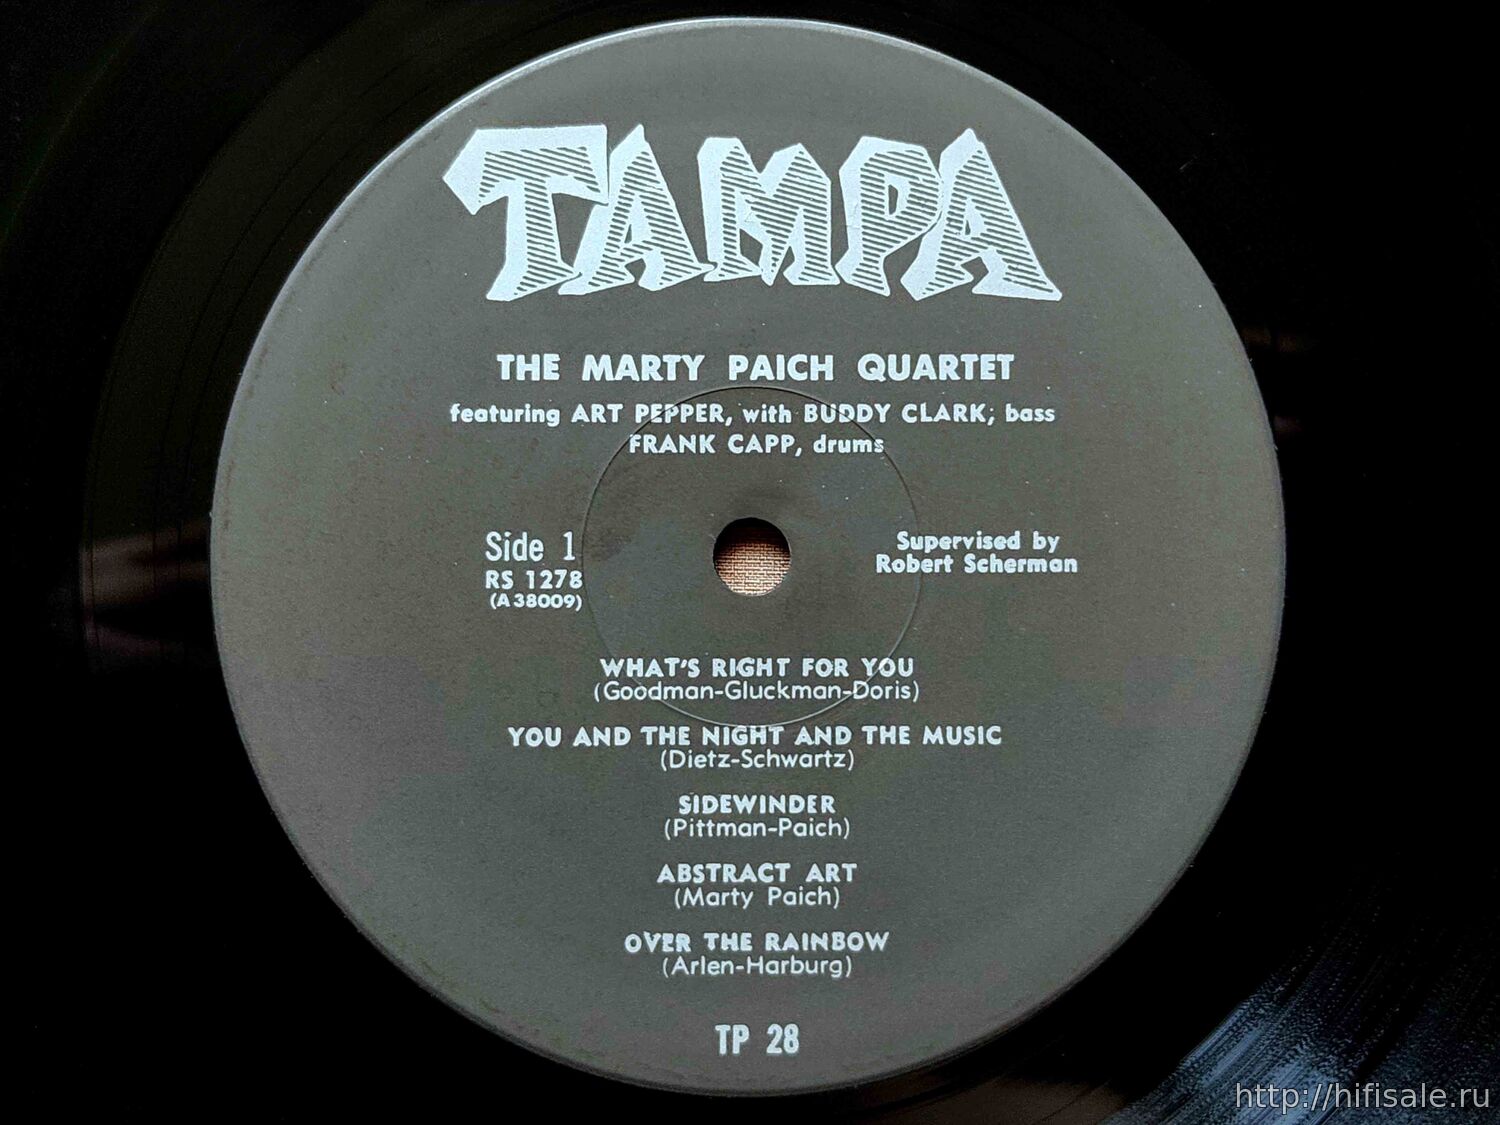 TAMPA
THE MARTY PAICH QUARTET
featuring ART PEPPER, with BUDDY CLARK; bass
FRANK CAPP, drums
Side 1
RS 1278
(A 38009)
Supervised by
Robert Scherman
WHAT'S RIGHT FOR YOU
(Goodman-Gluckman-Doris)
YOU AND THE NIGHT AND THE MUSIC
(Dietz-Schwartz)
SIDEWINDER
(Pittman-Paich)
ABSTRACT ART
(Marty Paich)
OVER THE RAINBOW
(Arlen-Harburg)
TP 28
http://hifisale.ru